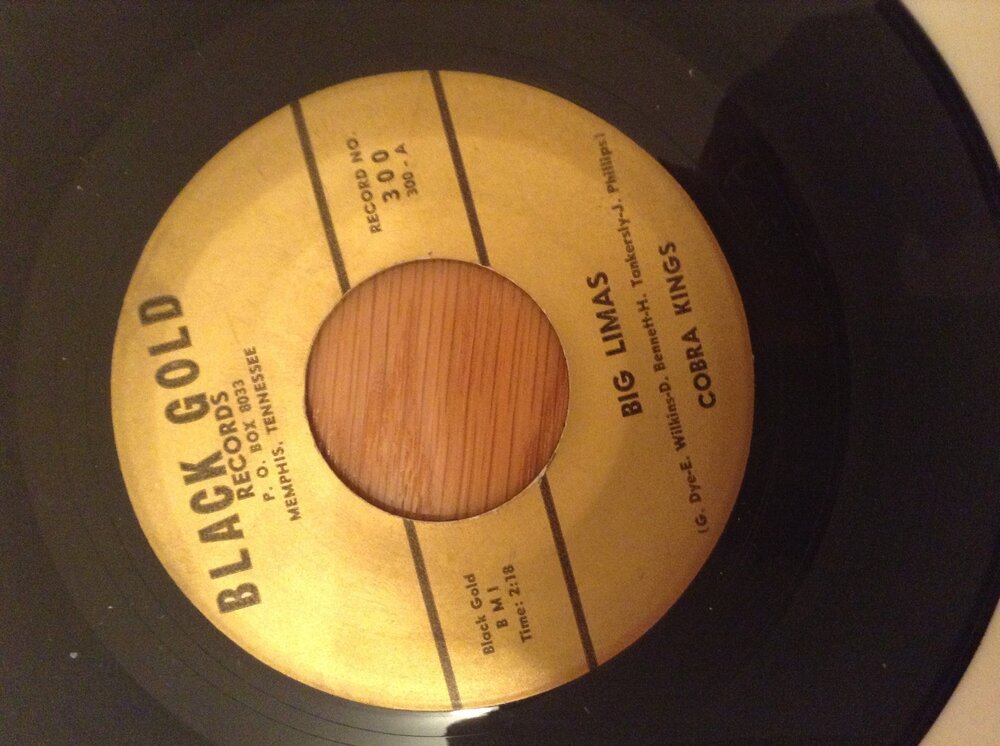 BLACK GOLD
RECORDS
P. O. BOX 8033
MEMPHIS, TENNESSEE
Black Gold
B M I
Time: 2:18
RECORD NO.
300
300 - A
BIG LIMAS
(G. Dye-E. Wilkins-D. Bennett-H. Tankersly-J. Phillips)
COBRA KINGS